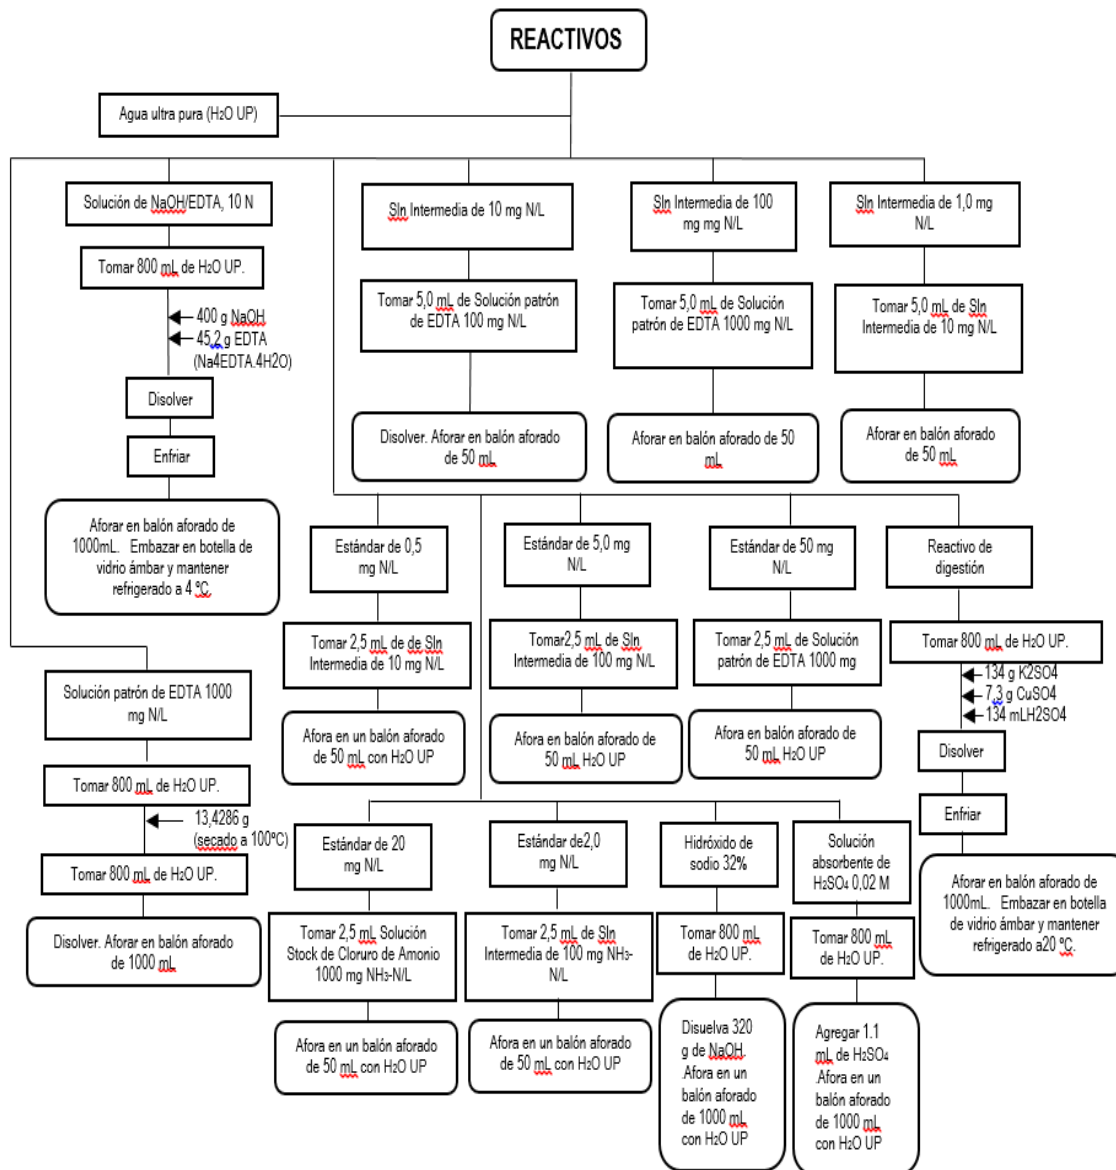 REACTIVOS
Agua ultra pura (H2O UP)
Solución de NaOH/EDTA, 10 N
Tomar 800 mL de H2O UP.
400 g NaOH
45,2 g EDTA
(Na4EDTA.4H2O)
Disolver
Enfriar
Aforar en balón aforado de
1000mL. Embazar en botella de
vidrio ámbar y mantener
refrigerado a 4 ºC.
Sln Intermedia de 10 mg N/L
Tomar 5,0 mL de Solución patrón
de EDTA 100 mg N/L
Disolver. Aforar en balón aforado
de 50 mL
Sln Intermedia de 100
mg mg N/L
Tomar 5,0 mL de Solución
patrón de EDTA 1000 mg N/L
Aforar en balón aforado de 50
mL
Sln Intermedia de 1,0 mg
N/L
Tomar 5,0 mL de Sln
Intermedia de 10 mg N/L
Aforar en balón aforado
de 50 mL
Estándar de 0,5
mg N/L
Tomar 2,5 mL de de Sln
Intermedia de 10 mg N/L
Afora en un balón aforado
de 50 mL con H2O UP
Estándar de 5,0 mg
N/L
Tomar2,5 mL de Sln
Intermedia de 100 mg N/L
Afora en balón aforado de
50 mL H2O UP
Estándar de 50 mg
N/L
Tomar 2,5 mL de Solución
patrón de EDTA 1000 mg
Afora en balón aforado de
50 mL H2O UP
Reactivo de
digestión
Tomar 800 mL de H2O UP.
134 g K2SO4
7,3 g CuSO4
134 mLH2SO4
Disolver
Enfriar
Aforar en balón aforado de
1000mL. Embazar en botella
de vidrio ámbar y mantener
refrigerado a20 ºC.
Solución patrón de EDTA 1000
mg N/L
Tomar 800 mL de H2O UP.
13,4286 g
(secado a 100ºC)
Tomar 800 mL de H2O UP.
Disolver. Aforar en balón aforado
de 1000 mL
Estándar de 20
mg N/L
Tomar 2,5 mL Solución
Stock de Cloruro de Amonio
1000 mg NH3-N/L
Afora en un balón aforado
de 50 mL con H2O UP
Estándar de2,0
mg N/L
Tomar 2,5 mL de Sln
Intermedia de 100 mg NH3-
N/L
Afora en un balón aforado
de 50 mL con H2O UP
Hidróxido de
sodio 32%
Tomar 800 mL
de H2O UP.
Disuelva 320
g de NaOH.
Afora en un
balón aforado
de 1000 mL
con H2O UP
Solución
absorbente de
H2SO4 0,02 M
Tomar 800 mL
de H2O UP.
Agregar 1.1
mL de H2SO4
.Afora en un
balón aforado
de 1000 mL
con H2O UP